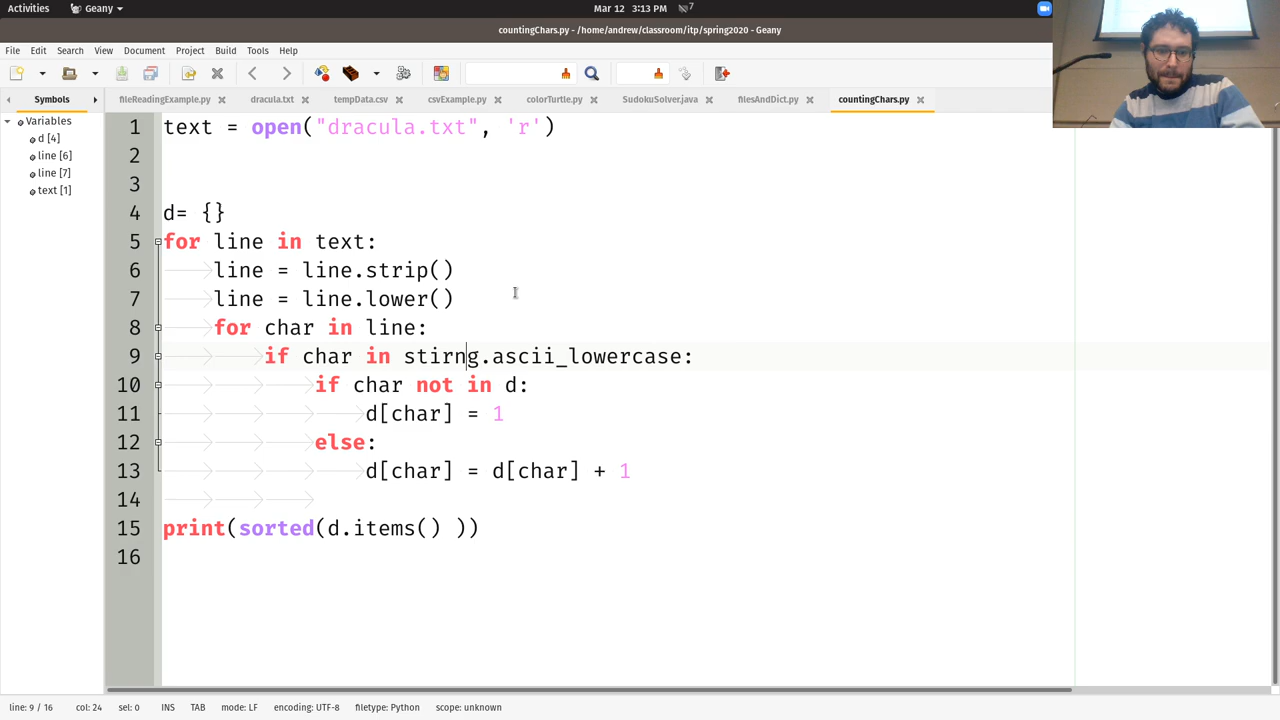 Activities
Geany
Mar 12 3:13 PM
7
countingChars.py - /home/andrew/classroom/itp/spring2020 - Geany
File Edit Search View Document Project Build Tools Help
Symbols
fileReadingExample.py dracula.txt tempData.csv csvExample.py colorTurtle.py SudokuSolver.java filesAndDict.py countingChars.py
Variables
d [4]
line [6]
line [7]
text [1]
1 text = open("dracula.txt", 'r')
2
3
4 d= {}
5 for line in text:
6 line = line.strip()
7 line = line.lower()
8 for char in line:
9 if char in stirng.ascii_lowercase:
10 if char not in d:
11 d[char] = 1
12 else:
13 d[char] = d[char] + 1
14
15 print(sorted(d.items() ))
16
line: 9 / 16 col: 24 sel: 0 INS TAB mode: LF encoding: UTF-8 filetype: Python scope: unknown